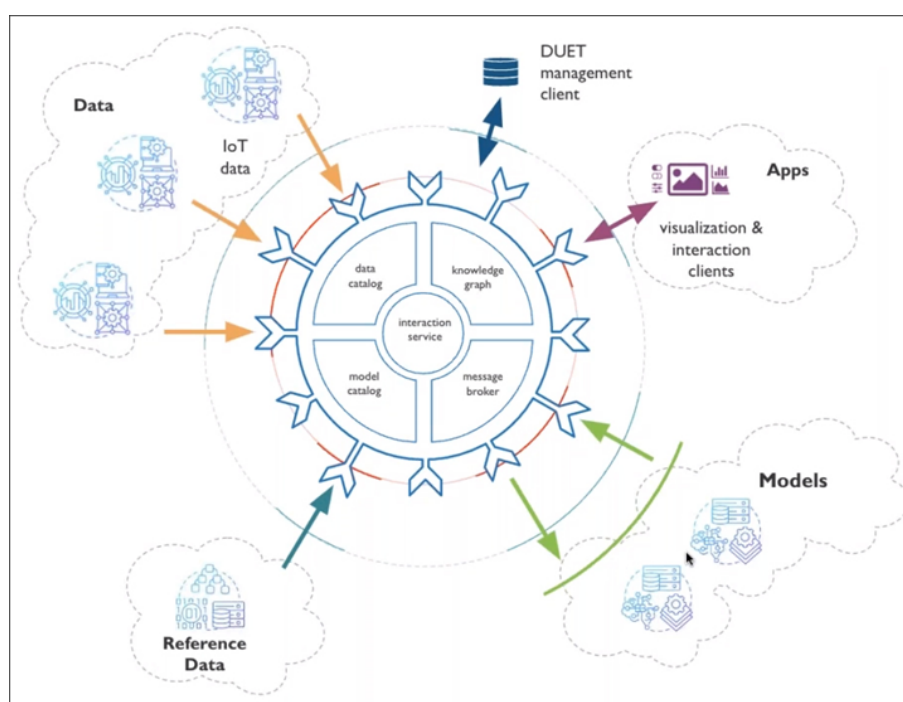 Data
IoT
data
DUET
management
client
Apps
visualization &
interaction
clients
data
catalog
knowledge
graph
interaction
service
model
catalog
message
broker
Models
Reference
Data